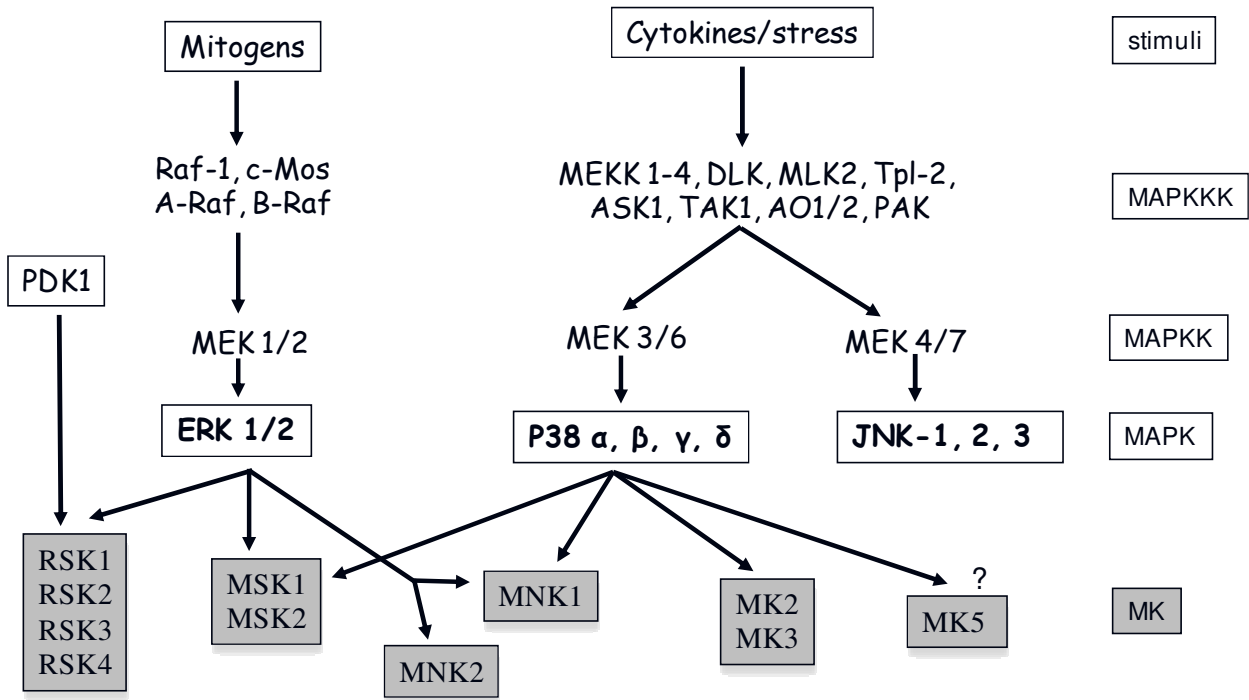 Mitogens
Cytokines/stress
stimuli
Raf-1, c-Mos
A-Raf, B-Raf
MEKK 1-4, DLK, MLK2, Tpl-2,
ASK1, TAK1, AO1/2, PAK
MAPKKK
PDK1
MEK 1/2
MEK 3/6
MEK 4/7
MAPKK
ERK 1/2
P38 α, β, γ, δ
JNK-1, 2, 3
MAPK
RSK1
RSK2
RSK3
RSK4
MSK1
MSK2
MNK1
MNK2
MK2
MK3
?
MK5
MK